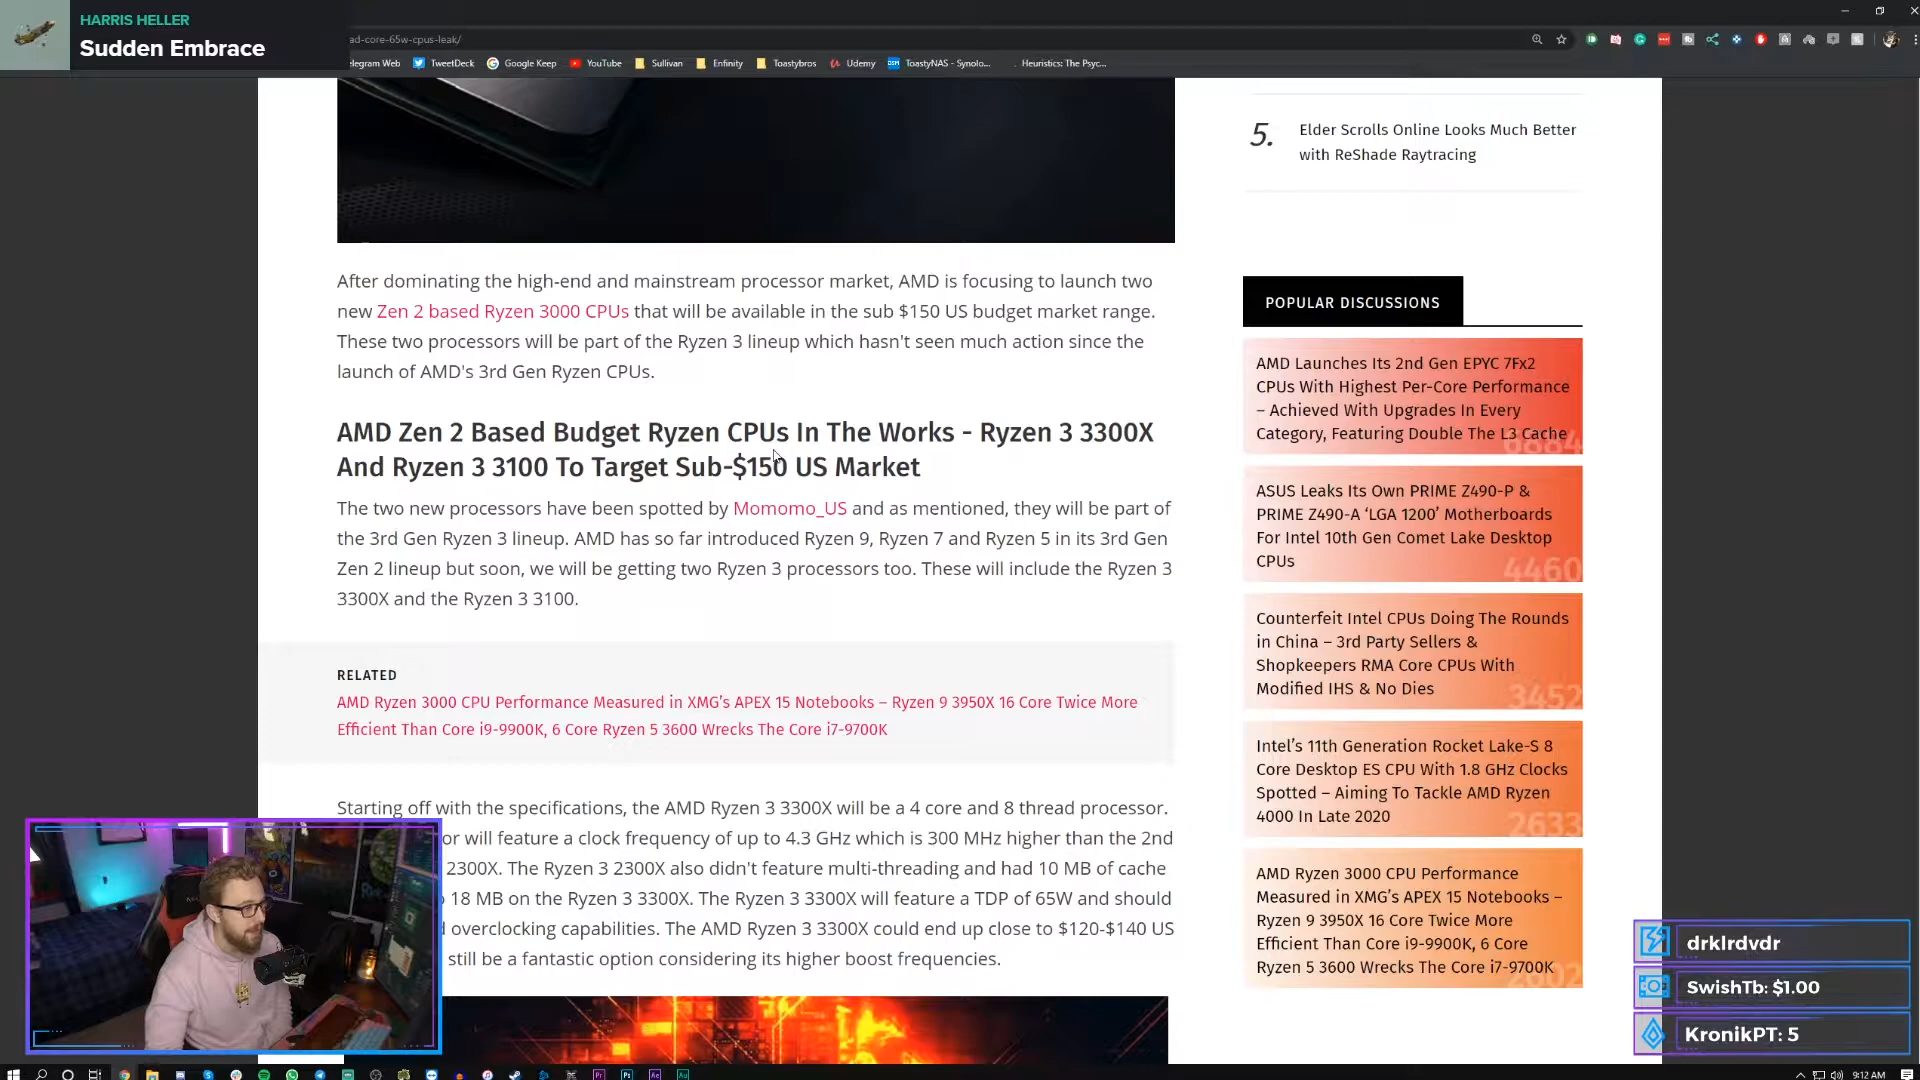 HARRIS HELLER
Sudden Embrace
ad-core-65w-cpus-leak/
elegram Web TweetDeck Google Keep YouTube Sullivan Enfinity Toastybros Udemy ToastyNAS - Synolo... Heuristics: The Psyc...
5. Elder Scrolls Online Looks Much Better
with ReShade Raytracing
After dominating the high-end and mainstream processor market, AMD is focusing to launch two
new Zen 2 based Ryzen 3000 CPUs that will be available in the sub $150 US budget market range.
These two processors will be part of the Ryzen 3 lineup which hasn't seen much action since the
launch of AMD's 3rd Gen Ryzen CPUs.
AMD Zen 2 Based Budget Ryzen CPUs In The Works - Ryzen 3 3300X
And Ryzen 3 3100 To Target Sub-$150 US Market
The two new processors have been spotted by Momomo_US and as mentioned, they will be part of
the 3rd Gen Ryzen 3 lineup. AMD has so far introduced Ryzen 9, Ryzen 7 and Ryzen 5 in its 3rd Gen
Zen 2 lineup but soon, we will be getting two Ryzen 3 processors too. These will include the Ryzen 3
3300X and the Ryzen 3 3100.
RELATED
AMD Ryzen 3000 CPU Performance Measured in XMG's APEX 15 Notebooks – Ryzen 9 3950X 16 Core Twice More
Efficient Than Core i9-9900K, 6 Core Ryzen 5 3600 Wrecks The Core i7-9700K
Starting off with the specifications, the AMD Ryzen 3 3300X will be a 4 core and 8 thread processor.
or will feature a clock frequency of up to 4.3 GHz which is 300 MHz higher than the 2nd
2300X. The Ryzen 3 2300X also didn't feature multi-threading and had 10 MB of cache
18 MB on the Ryzen 3 3300X. The Ryzen 3 3300X will feature a TDP of 65W and should
overclocking capabilities. The AMD Ryzen 3 3300X could end up close to $120-$140 US
still be a fantastic option considering its higher boost frequencies.
POPULAR DISCUSSIONS
AMD Launches Its 2nd Gen EPYC 7Fx2
CPUs With Highest Per-Core Performance
– Achieved With Upgrades In Every
Category, Featuring Double The L3 Cache
6884
ASUS Leaks Its Own PRIME Z490-P &
PRIME Z490-A 'LGA 1200' Motherboards
For Intel 10th Gen Comet Lake Desktop
CPUs
4460
Counterfeit Intel CPUs Doing The Rounds
in China – 3rd Party Sellers &
Shopkeepers RMA Core CPUs With
Modified IHS & No Dies
3452
Intel's 11th Generation Rocket Lake-S 8
Core Desktop ES CPU With 1.8 GHz Clocks
Spotted – Aiming To Tackle AMD Ryzen
4000 In Late 2020
2633
AMD Ryzen 3000 CPU Performance
Measured in XMG's APEX 15 Notebooks –
Ryzen 9 3950X 16 Core Twice More
Efficient Than Core i9-9900K, 6 Core
Ryzen 5 3600 Wrecks The Core i7-9700K
2602
drklrdvdr
SwishTb: $1.00
KronikPT: 5
9:12 AM